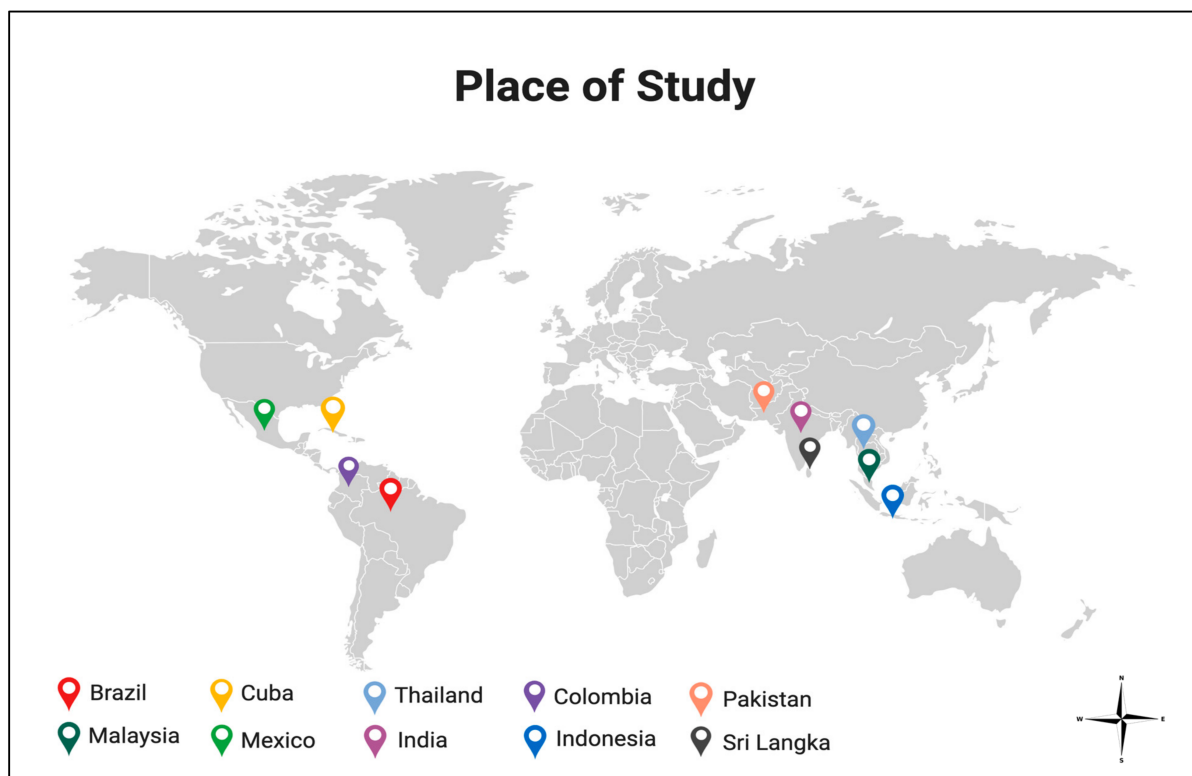 Place of Study
Brazil
Cuba
Thailand
Colombia
Pakistan
Malaysia
Mexico
India
Indonesia
Sri Langka
N
W
E
S